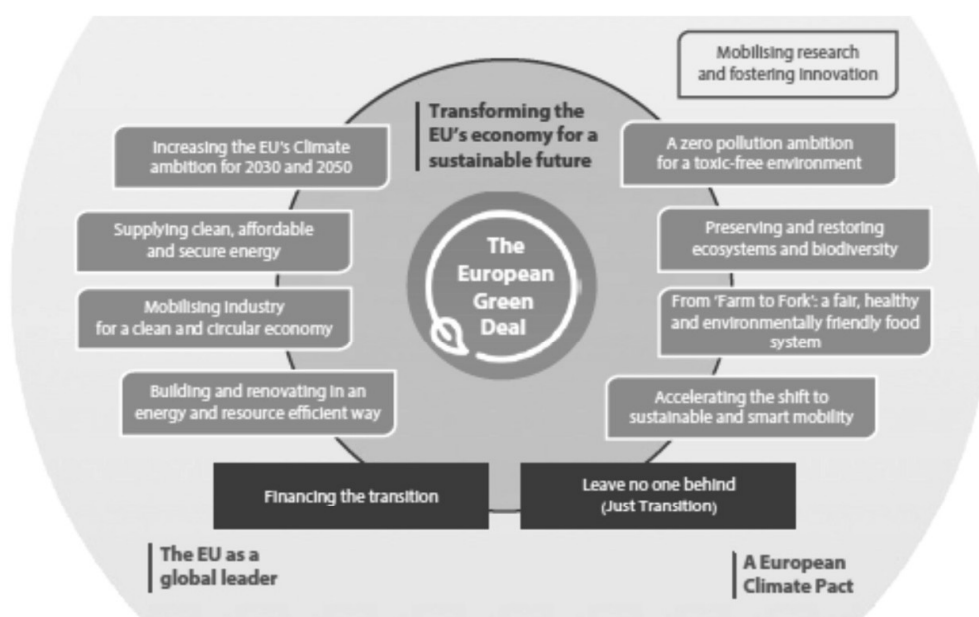 Mobilising research
and fostering innovation
Transforming the
EU's economy for a
sustainable future
Increasing the EU's Climate
ambition for 2030 and 2050
A zero pollution ambition
for a toxic-free environment
Supplying clean, affordable
and secure energy
Preserving and restoring
ecosystems and biodiversity
The
European
Green
Deal
Mobilising industry
for a clean and circular economy
From 'Farm to Fork': a fair, healthy
and environmentally friendly food
system
Building and renovating in an
energy and resource efficient way
Accelerating the shift to
sustainable and smart mobility
Financing the transition
Leave no one behind
(Just Transition)
The EU as a
global leader
A European
Climate Pact